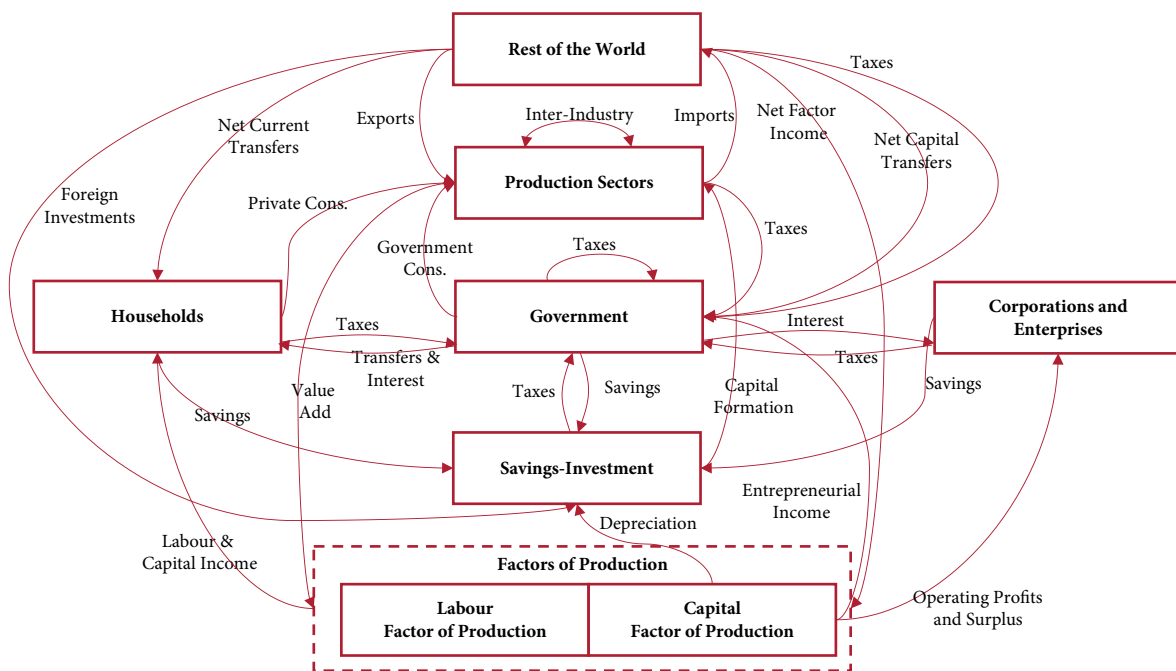 Rest of the World
Taxes
Net Current
Transfers
Exports
Inter-Industry
Imports
Net Factor
Income
Net Capital
Transfers
Production Sectors
Foreign
Investments
Private Cons.
Taxes
Government
Cons.
Taxes
Households
Government
Corporations and
Enterprises
Taxes
Interest
Transfers &
Interest
Taxes
Value
Add
Taxes
Savings
Capital
Formation
Savings
Savings
Savings-Investment
Entrepreneurial
Income
Depreciation
Labour &
Capital Income
Factors of Production
Labour
Factor of Production
Capital
Factor of Production
Operating Profits
and Surplus